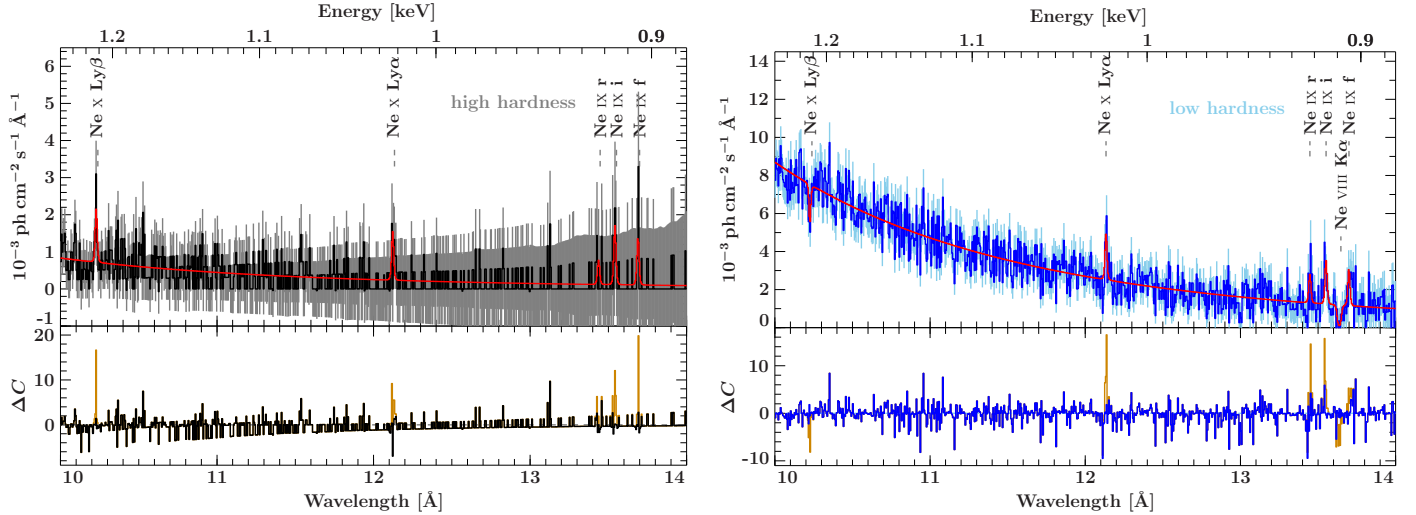 Energy [keV]
1.2 1.1 1 0.9
6
5
4
3
2
1
0
-1
10⁻³ ph cm⁻² s⁻¹ Å⁻¹
Ne X Lyβ
Ne X Lyα
high hardness
Ne IX r
Ne IX i
Ne IX f
20
10
0
ΔC
10 11 12 13 14
Wavelength [Å]
Energy [keV]
1.2 1.1 1 0.9
14
12
10
8
6
4
2
0
10⁻³ ph cm⁻² s⁻¹ Å⁻¹
Ne X Lyβ
Ne X Lyα
low hardness
Ne IX r
Ne IX i
Ne VIII Kα
Ne IX f
10
0
-10
ΔC
10 11 12 13 14
Wavelength [Å]